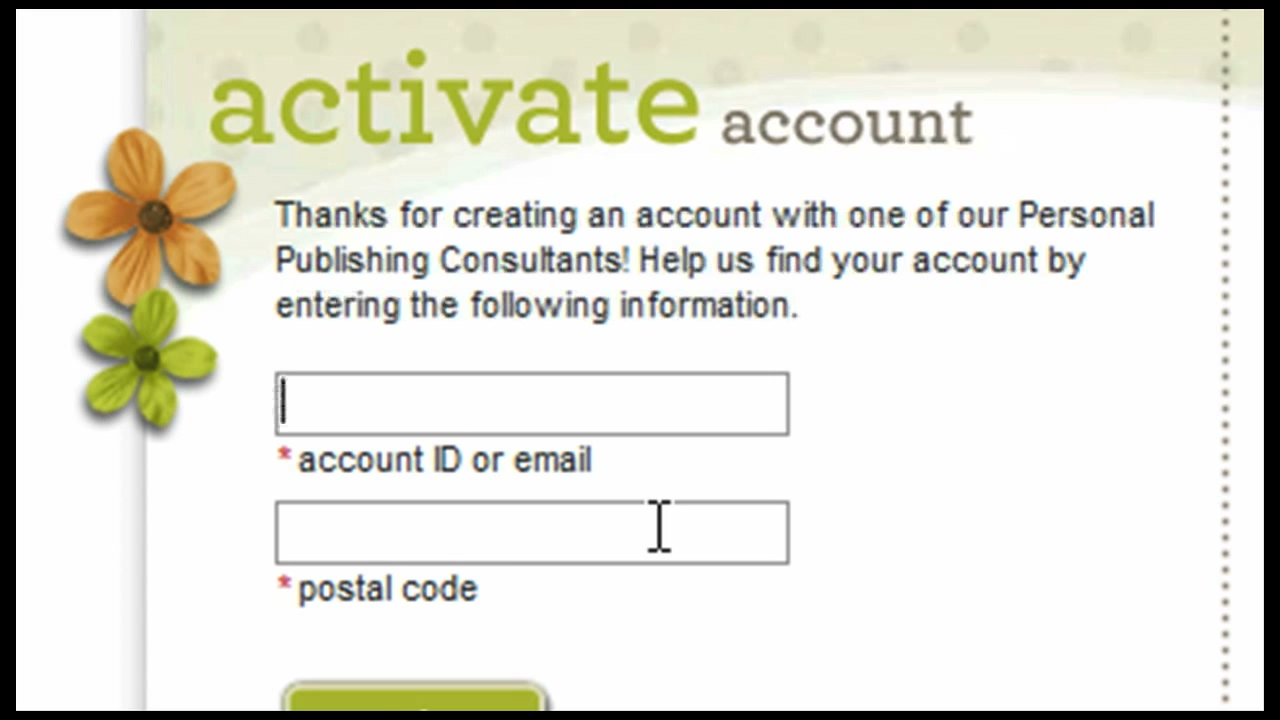 activate account
Thanks for creating an account with one of our Personal
Publishing Consultants! Help us find your account by
entering the following information.
* account ID or email
* postal code